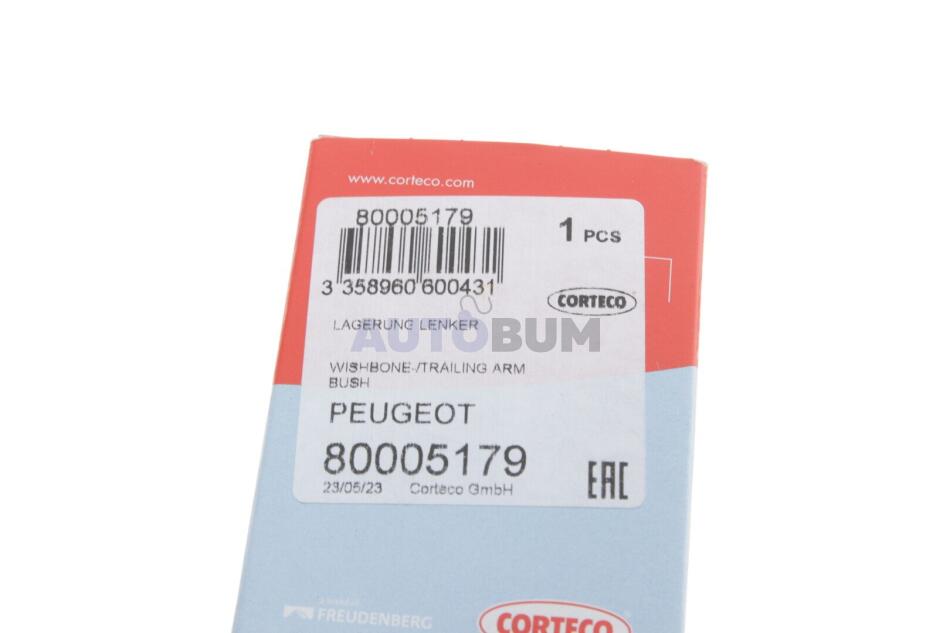 www.corteco.com
80005179
1 PCS
3 358960 600431
CORTECO
LAGERUNG LENKER
AUTOBUM
WISHBONE-/TRAILING ARM
BUSH
PEUGEOT
80005179
23/05/23 Corteco GmbH
EAC
FREUDENBERG
CORTECO